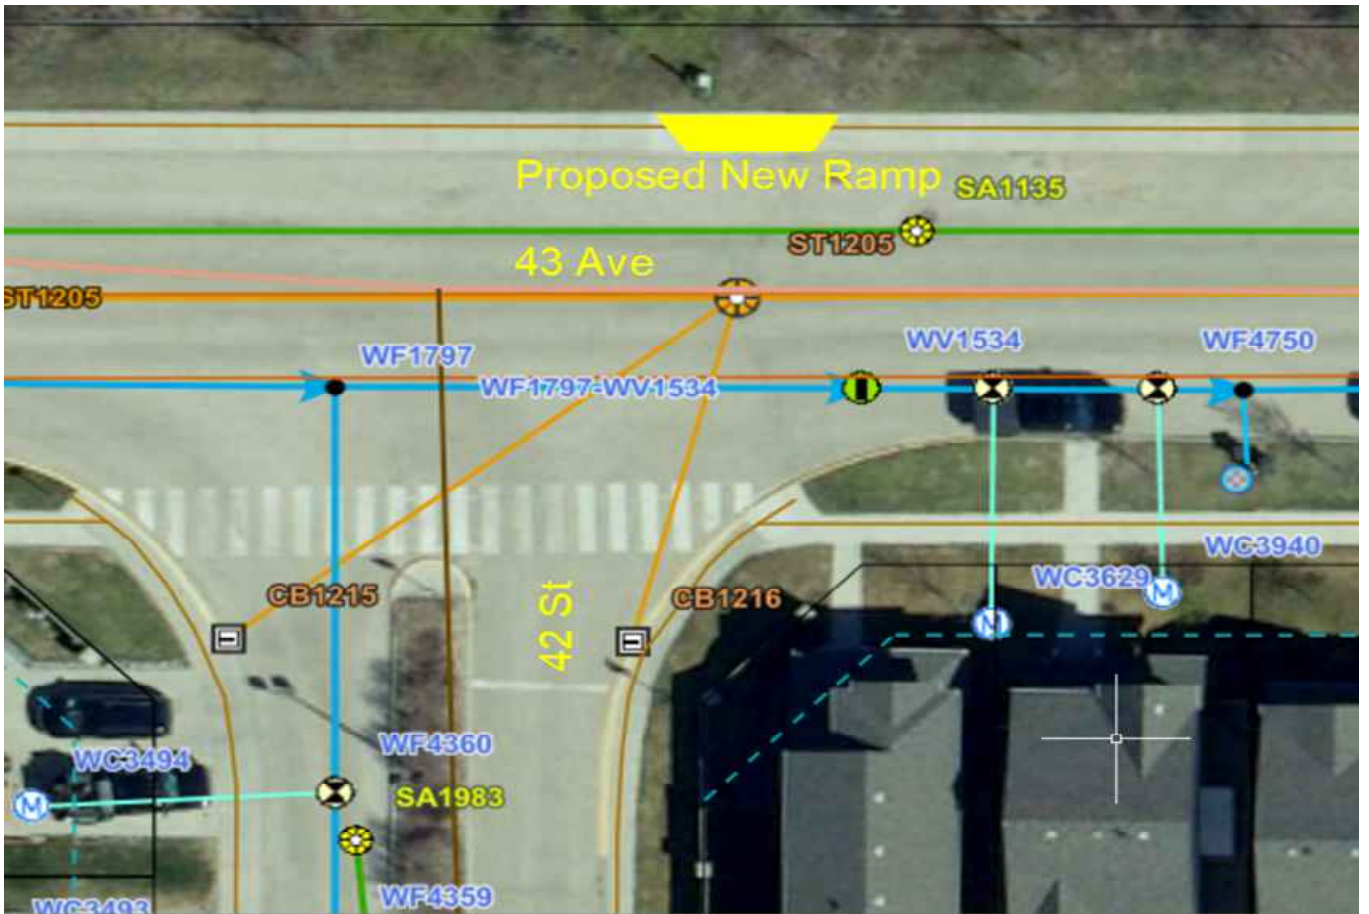 Proposed New Ramp
SA1135
ST1205
43 Ave
ST1205
WF1797
WV1534
WF4750
WF1797-WV1534
WC3940
WC3629
M
M
CB1215
42 St
CB1216
WF4360
WC3494
SA1983
M
WF4359
WC3493